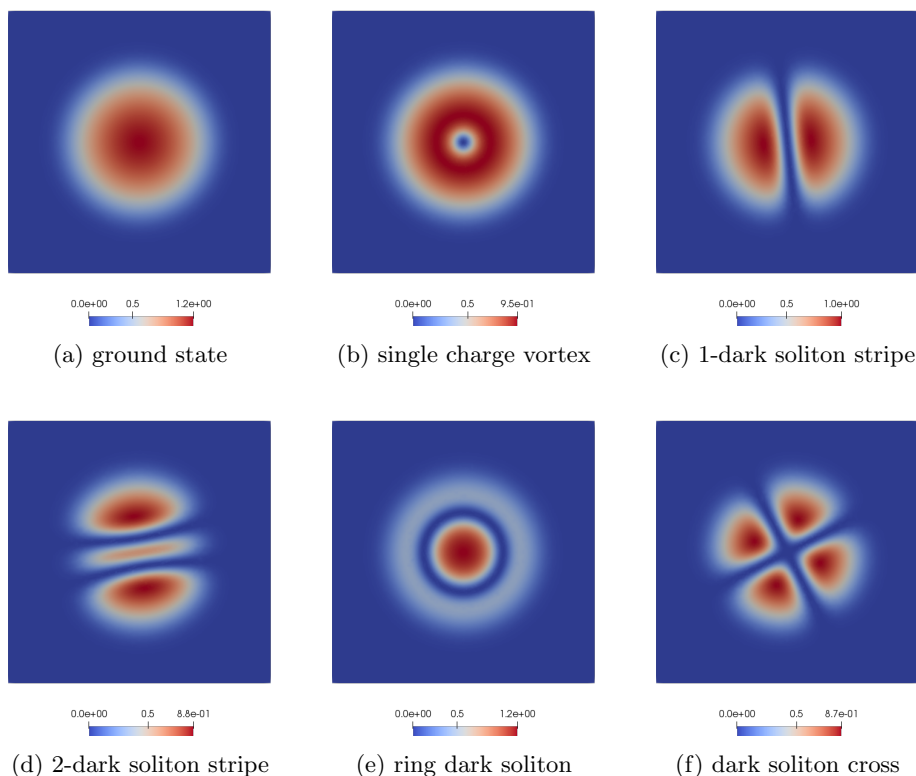 0.0e+00 0.5 1.2e+00
0.0e+00 0.5 9.5e-01
0.0e+00 0.5 1.0e+00
(a) ground state
(b) single charge vortex
(c) 1-dark soliton stripe
0.0e+00 0.5 8.8e-01
0.0e+00 0.5 1.2e+00
0.0e+00 0.5 8.7e-01
(d) 2-dark soliton stripe
(e) ring dark soliton
(f) dark soliton cross